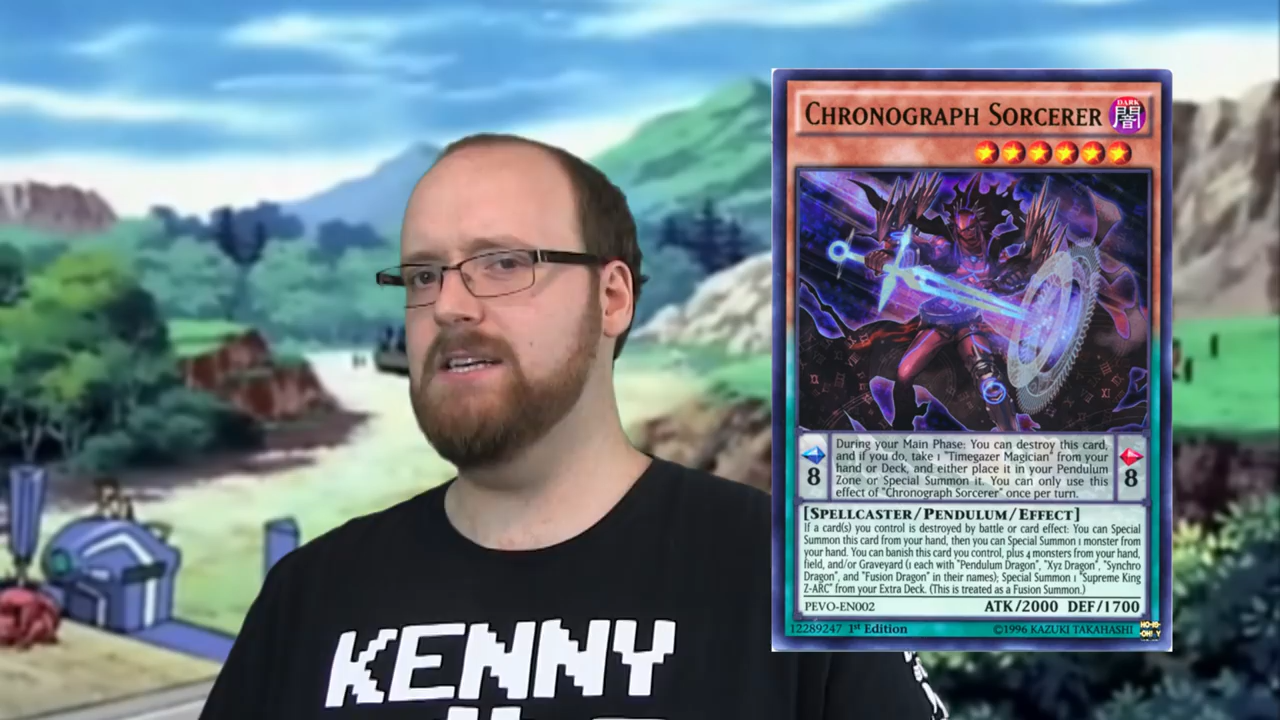 CHRONOGRAPH SORCERER
DARK
闇
During your Main Phase: You can destroy this card,
and if you do, take 1 "Timegazer Magician" from your
hand or Deck, and either place it in your Pendulum
Zone or Special Summon it. You can only use this
effect of "Chronograph Sorcerer" once per turn.
8
8
[SPELLCASTER/PENDULUM/EFFECT]
If a card(s) you control is destroyed by battle or card effect: You can Special
Summon this card from your hand, then you can Special Summon 1 monster from
your hand. You can banish this card you control, plus 4 monsters from your hand,
field, and/or Graveyard (1 each with "Pendulum Dragon", "Xyz Dragon", "Synchro
Dragon", and "Fusion Dragon" in their names); Special Summon 1 "Supreme King
Z-ARC" from your Extra Deck. (This is treated as a Fusion Summon.)
PEVO-EN002
ATK/2000 DEF/1700
12289247 1st Edition
©1996 KAZUKI TAKAHASHI
KENNY